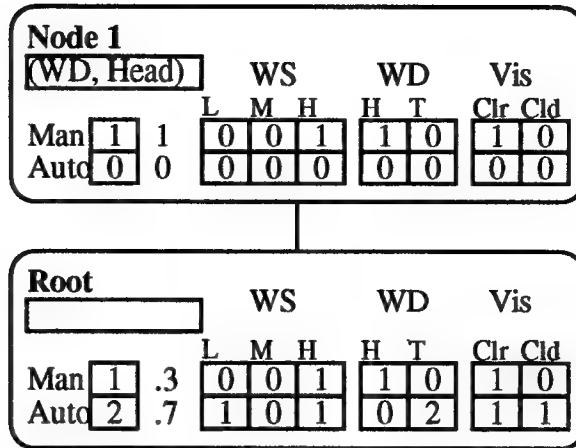 Node 1
(WD, Head) WS WD Vis
L M H H T Clr Cld
Man 1 1 0 0 1 1 0 1 0
Auto 0 0 0 0 0 0 0 0 0
Root
WS WD Vis
L M H H T Clr Cld
Man 1 .3 0 0 1 1 0 1 0
Auto 2 .7 1 0 1 0 2 1 1